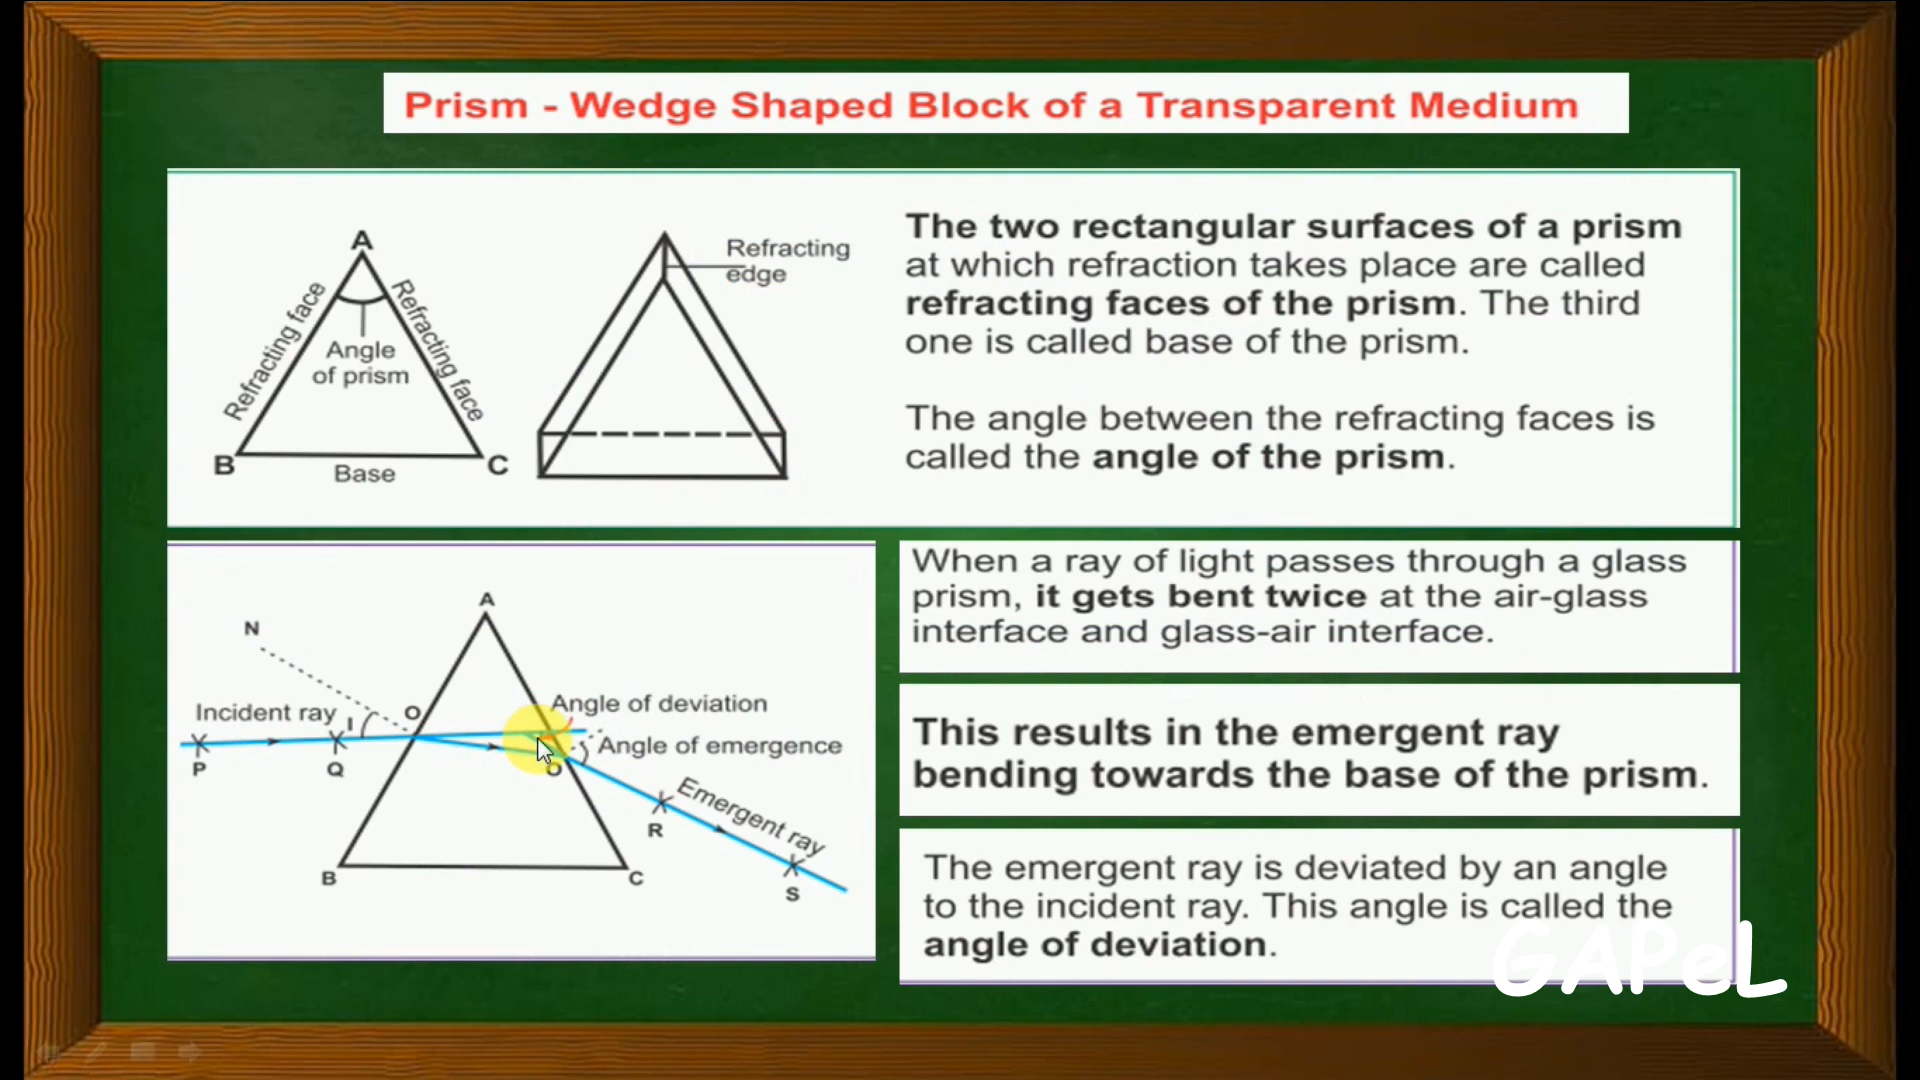 Prism - Wedge Shaped Block of a Transparent Medium
A
Refracting face
Refracting face
Angle
of prism
B
Base
C
Refracting
edge
The two rectangular surfaces of a prism
at which refraction takes place are called
refracting faces of the prism. The third
one is called base of the prism.
The angle between the refracting faces is
called the angle of the prism.
A
N
Incident ray
I
O
Angle of deviation
Angle of emergence
P
Q
O
Emergent ray
R
S
B
C
When a ray of light passes through a glass
prism, it gets bent twice at the air-glass
interface and glass-air interface.
This results in the emergent ray
bending towards the base of the prism.
The emergent ray is deviated by an angle
to the incident ray. This angle is called the
angle of deviation.
GAPeL